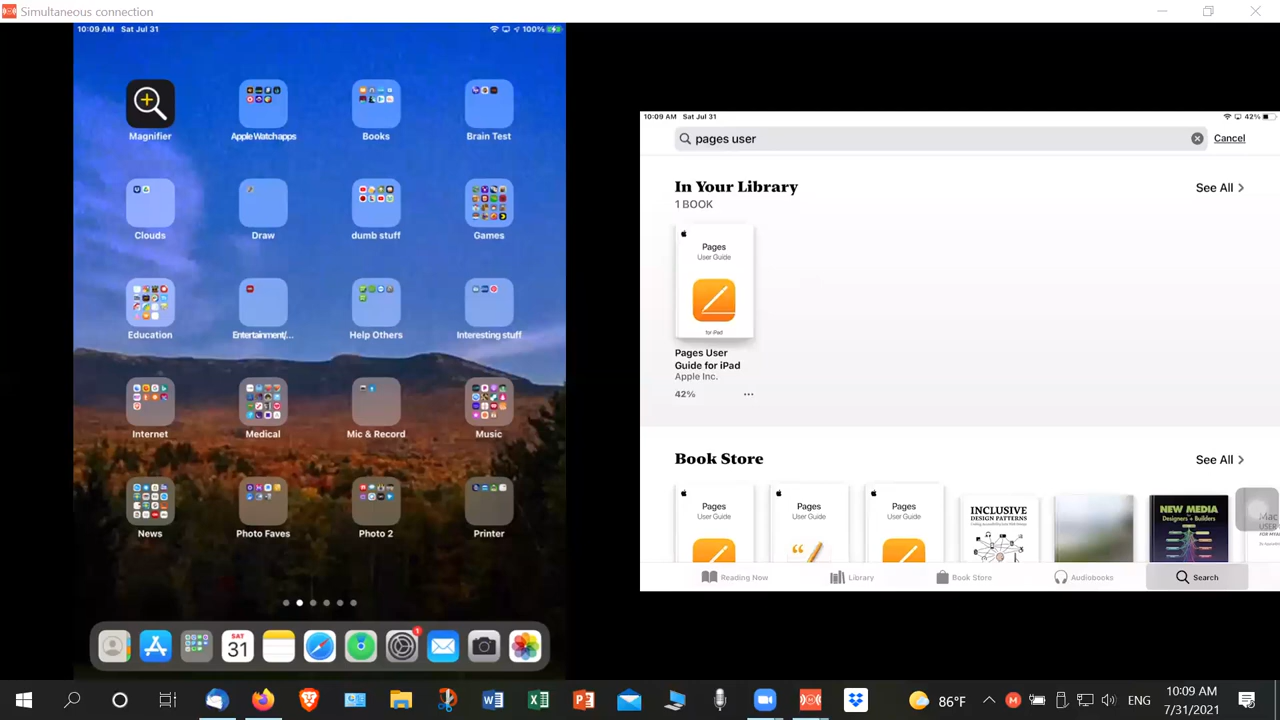 Simultaneous connection
10:09 AM Sat Jul 31
100%
Magnifier
Apple Watch apps
Books
Brain Test
Clouds
Draw
dumb stuff
Games
Education
Entertainment/...
Help Others
Interesting stuff
Internet
Medical
Mic & Record
Music
News
Photo Faves
Photo 2
Printer
SAT
31
1
10:09 AM Sat Jul 31
42%
pages user
Cancel
In Your Library
See All
1 BOOK
Pages
User Guide
for iPad
Pages User
Guide for iPad
Apple Inc.
42%
...
Book Store
See All
Pages
User Guide
Pages
User Guide
Pages
User Guide
INCLUSIVE
DESIGN PATTERNS
NEW MEDIA
Designers + Builders
Mac
USER
Reading Now
Library
Book Store
Audiobooks
Search
86°F
ENG
10:09 AM
7/31/2021